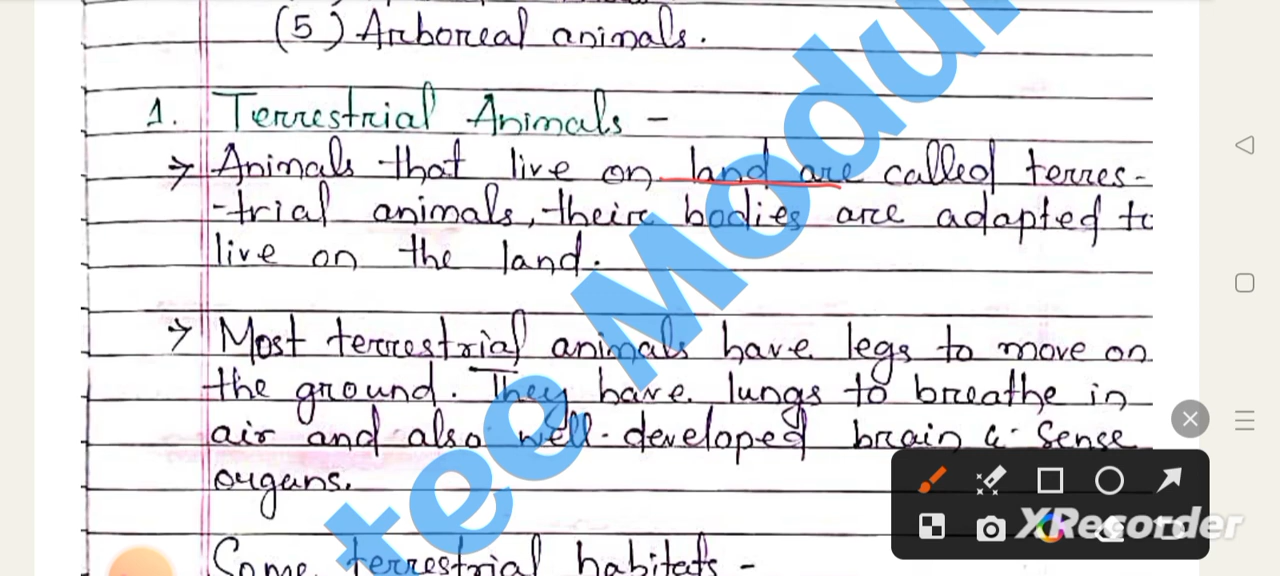 (5) Arboreal animals.
1. Terrestrial Animals -
→ Animals that live on land are called terres-
-trial animals, their bodies are adapted to
live on the land.
→ Most terrestrial animals have legs to move on
the ground. They have lungs to breathe in
air and also well-developed brain & sense
organs.
Some terrestrial habitats -
tee Modul
XRecorder